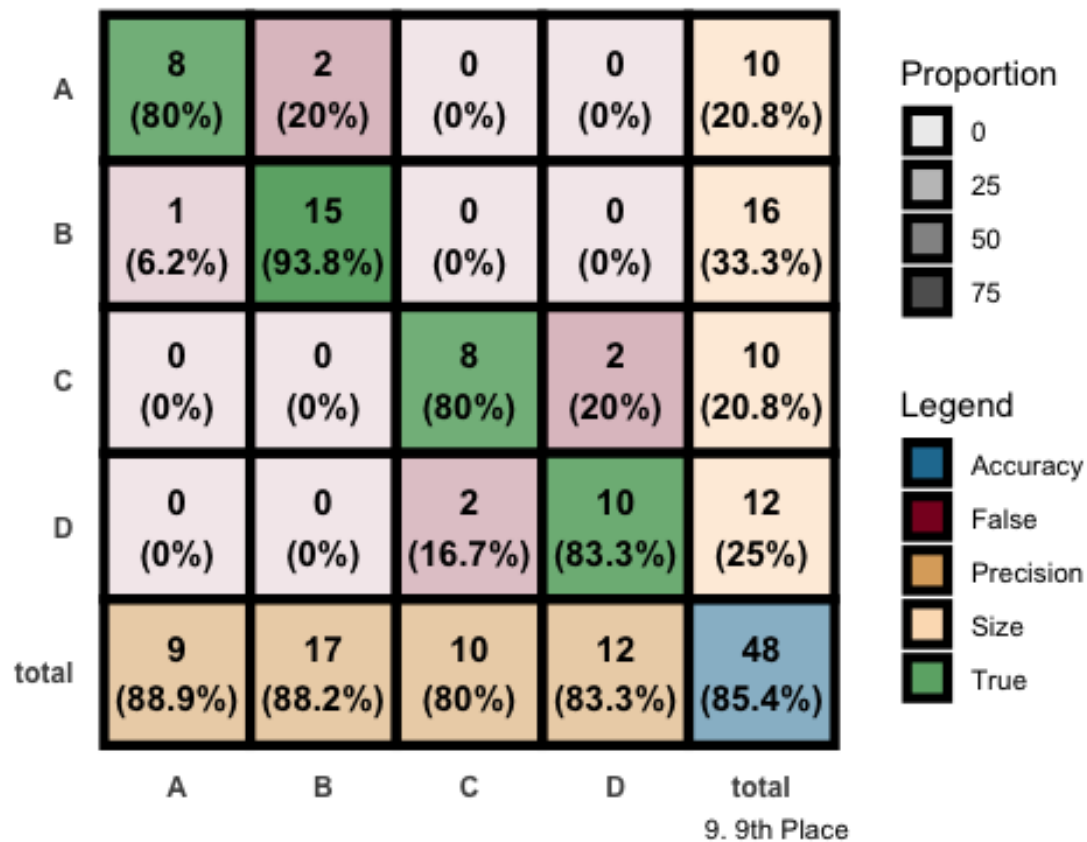 A 8 2 0 0 10
(80%) (20%) (0%) (0%) (20.8%)
B 1 15 0 0 16
(6.2%) (93.8%) (0%) (0%) (33.3%)
C 0 0 8 2 10
(0%) (0%) (80%) (20%) (20.8%)
D 0 0 2 10 12
(0%) (0%) (16.7%) (83.3%) (25%)
total 9 17 10 12 48
(88.9%) (88.2%) (80%) (83.3%) (85.4%)
A B C D total
9. 9th Place
Proportion
0
25
50
75
Legend
Accuracy
False
Precision
Size
True